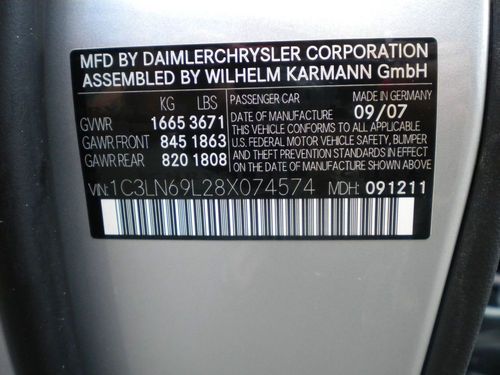 MFD BY DAIMLERCHRYSLER CORPORATION
ASSEMBLED BY WILHELM KARMANN GmbH
KG LBS
GVWR 1665 3671
GAWR FRONT 845 1863
GAWR REAR 820 1808
PASSENGER CAR MADE IN GERMANY
DATE OF MANUFACTURE 09/07
THIS VEHICLE CONFORMS TO ALL APPLICABLE
U.S. FEDERAL MOTOR VEHICLE SAFETY, BUMPER
AND THEFT PREVENTION STANDARDS IN EFFECT
ON THE DATE OF MANUFACTURE SHOWN ABOVE.
VIN: 1C3LN69L28X074574 MDH: 091211